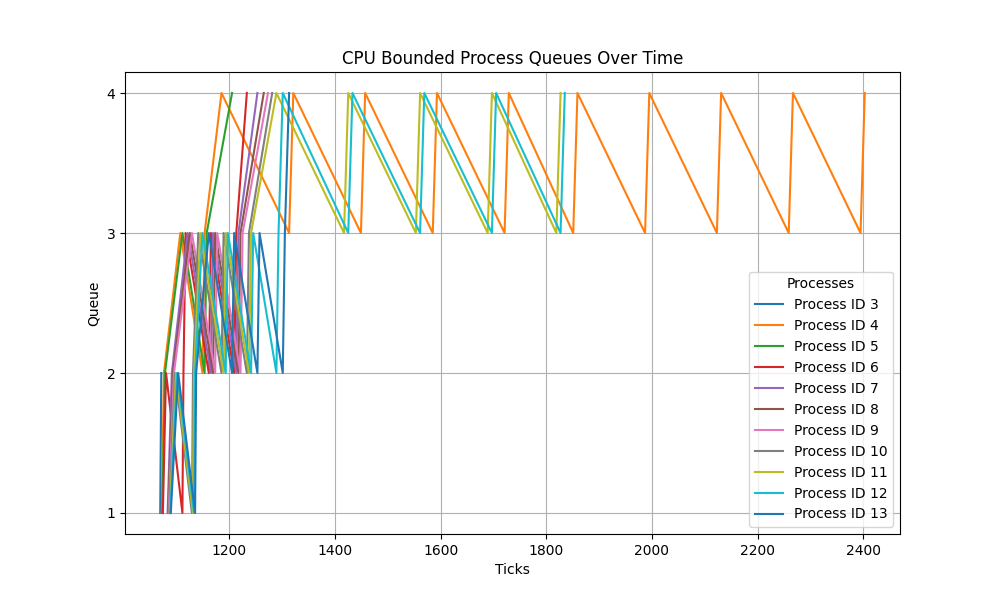 CPU Bounded Process Queues Over Time
4
3
2
1
Queue
1200 1400 1600 1800 2000 2200 2400
Ticks
Processes
Process ID 3
Process ID 4
Process ID 5
Process ID 6
Process ID 7
Process ID 8
Process ID 9
Process ID 10
Process ID 11
Process ID 12
Process ID 13